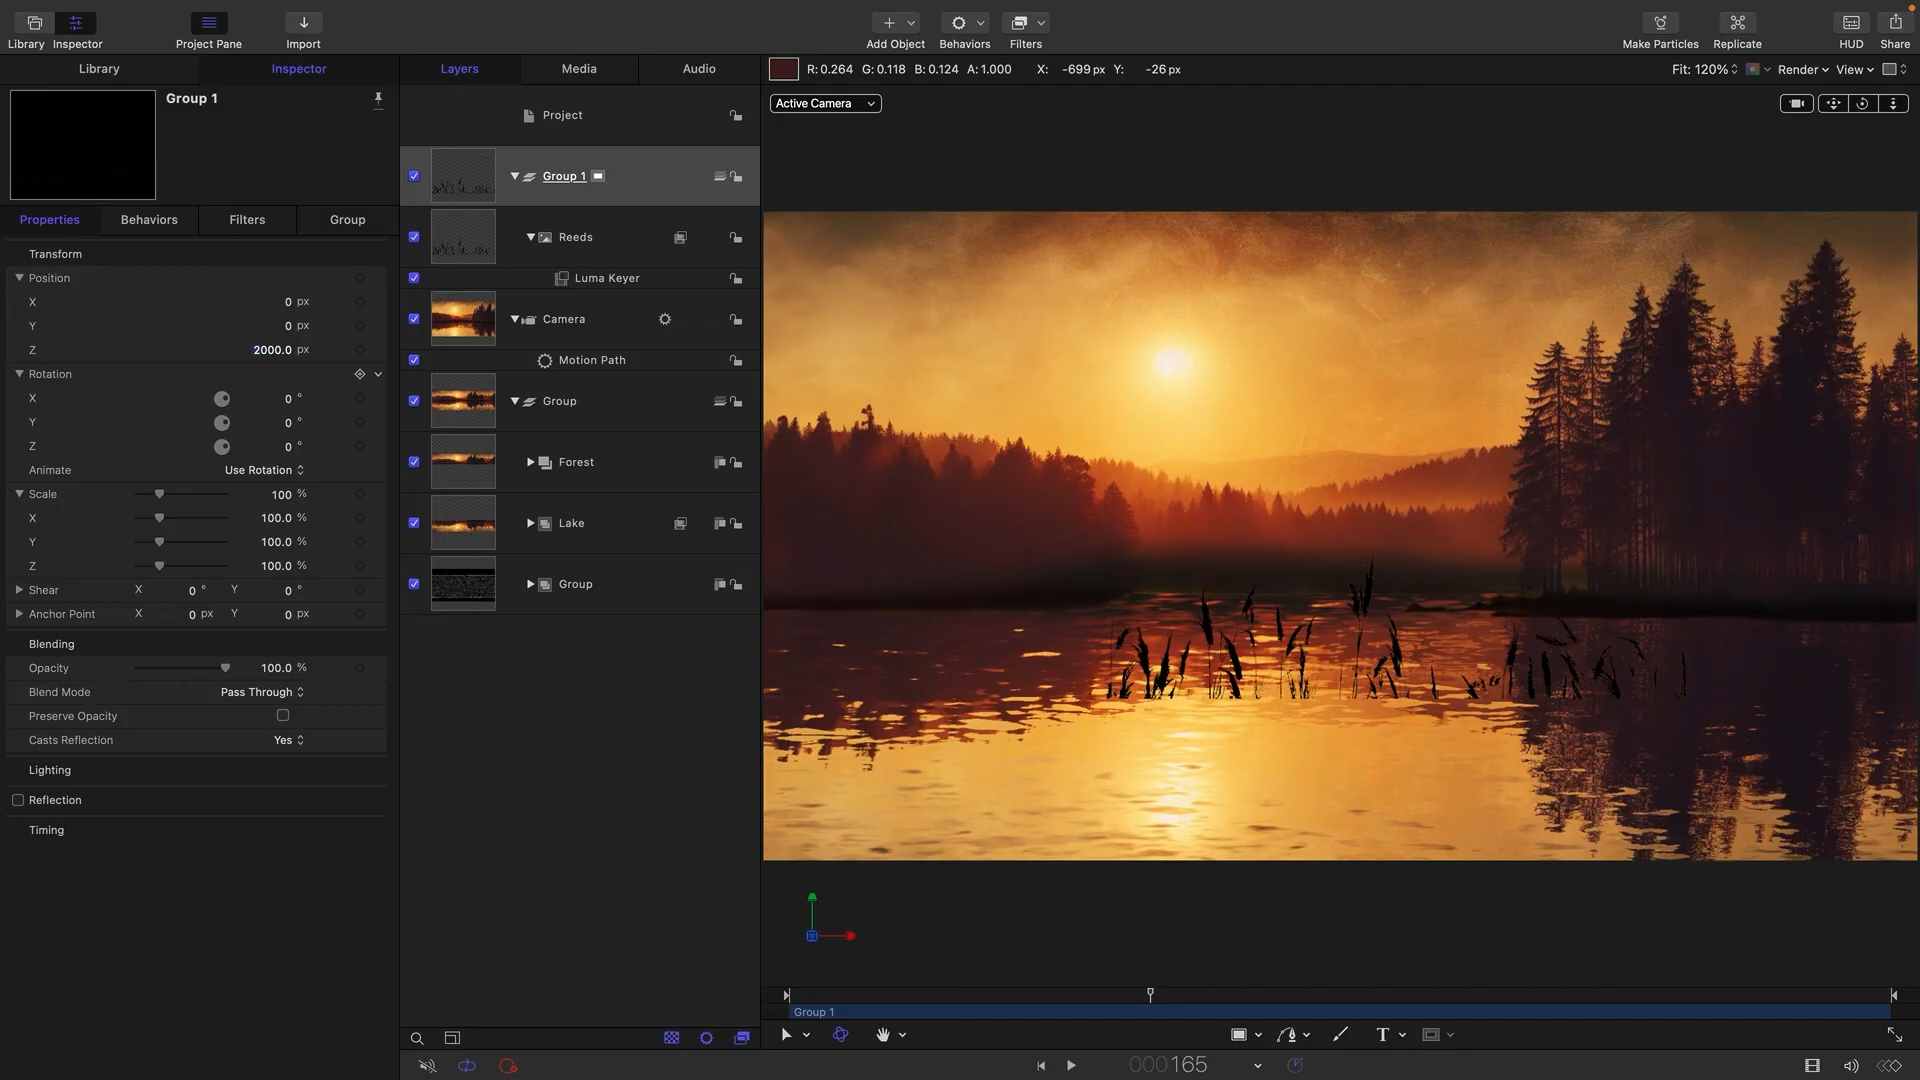 Library Inspector Project Pane Import Add Object Behaviors Filters Make Particles Replicate HUD Share
Library Inspector Layers Media Audio R: 0.264 G: 0.118 B: 0.124 A: 1.000 X: -699 px Y: -26 px Fit: 120% Render View
Group 1
Active Camera
Project
Group 1
Properties Behaviors Filters Group
Reeds
Transform
Position
Luma Keyer
X 0 px
Camera
Y 0 px
Z 2000.0 px
Motion Path
Rotation
X 0 °
Group
Y 0 °
Z 0 °
Forest
Animate Use Rotation
Scale 100 %
X 100.0 %
Lake
Y 100.0 %
Z 100.0 %
Group
Shear X 0 ° Y 0 °
Anchor Point X 0 px Y 0 px
Blending
Opacity 100.0 %
Blend Mode Pass Through
Preserve Opacity
Casts Reflection Yes
Lighting
Reflection
Timing
Group 1
T
000165